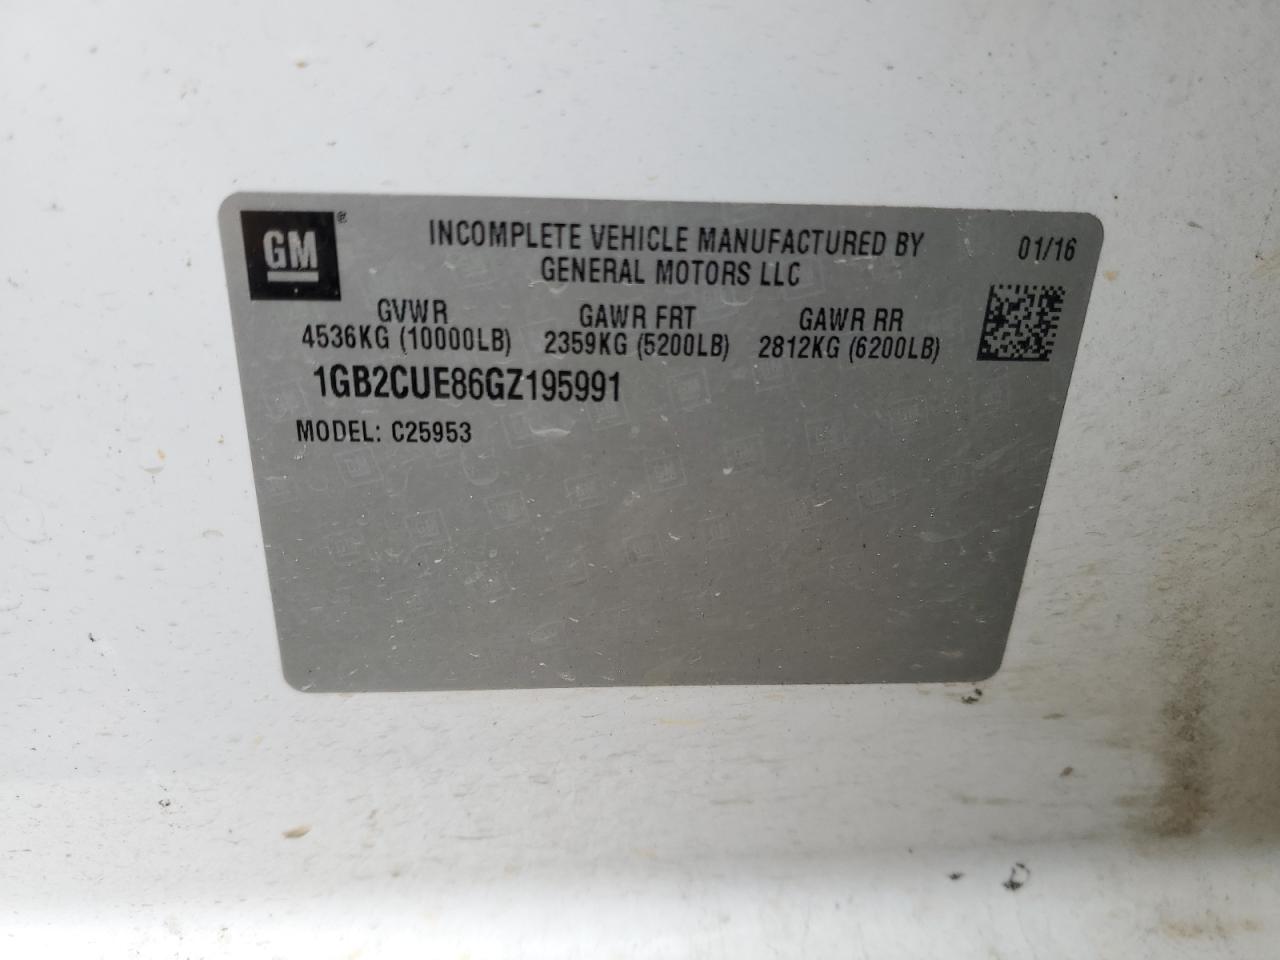 GM®
INCOMPLETE VEHICLE MANUFACTURED BY
GENERAL MOTORS LLC
01/16
GVWR
4536KG (10000LB)
GAWR FRT
2359KG (5200LB)
GAWR RR
2812KG (6200LB)
1GB2CUE86GZ195991
MODEL: C25953